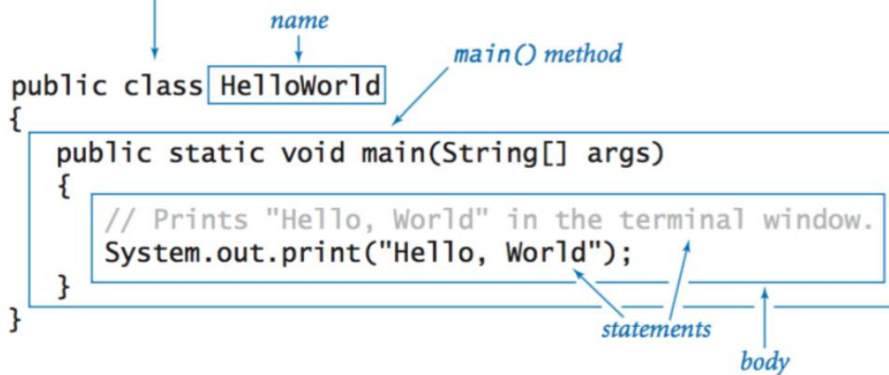 name
main() method
public class HelloWorld
{
public static void main(String[] args)
{
// Prints "Hello, World" in the terminal window.
System.out.print("Hello, World");
}
}
statements
body